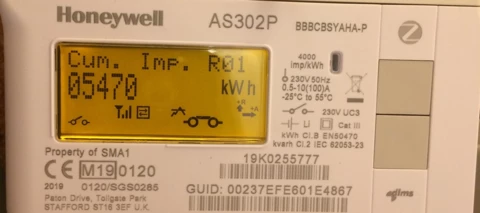 Honeywell
AS302P
BBBCBSYAHA-P
Cum. Imp. R01
05470 kWh
4000
imp/kWh
230V 50Hz
0.5-10(100)A
-25°C to 55°C
230V UC3
Li
Cat III
kWh Cl.B EN50470
kvarh Cl.2 IEC 62053-23
Property of SMA1
CE M19 0120
19K0255777
2019 0120/SGS0285
GUID: 00237EFE601E4867
Paton Drive, Tollgate Park
STAFFORD ST16 3EF U.K.